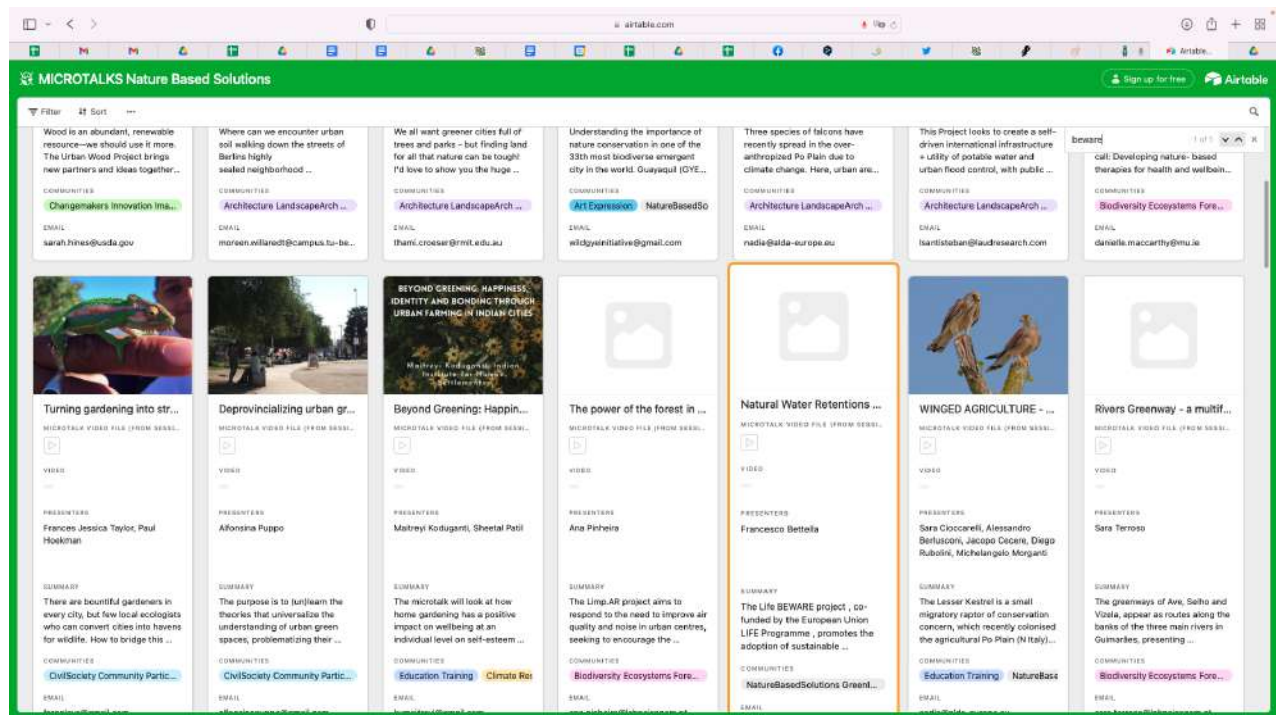 airtable.com
Airtable...
MICROTALKS Nature Based Solutions
Sign up for free
Airtable
Filter
Sort
beware
1 of 1
Wood is an abundant, renewable
resource—we should use it more.
The Urban Wood Project brings
new partners and ideas together...
COMMUNITIES
Changemakers Innovation Ima...
EMAIL
sarah.hines@usda.gov
Where can we encounter urban
soil walking down the streets of
Berlins highly
sealed neighborhood ...
COMMUNITIES
Architecture LandscapeArch ...
EMAIL
moreen.willaredt@campus.tu-be...
We all want greener cities full of
trees and parks – but finding land
for all that nature can be tough!
I'd love to show you the huge ...
COMMUNITIES
Architecture LandscapeArch ...
EMAIL
thami.croeser@rmit.edu.au
Understanding the importance of
nature conservation in one of the
33th most biodiverse emergent
city in the world. Guayaquil (GYE...
COMMUNITIES
Art Expression
NatureBasedSo
EMAIL
wildgyeinitiative@gmail.com
Three species of falcons have
recently spread in the over-
anthropized Po Plain due to
climate change. Here, urban are...
COMMUNITIES
Architecture LandscapeArch ...
EMAIL
nadia@alda-europe.eu
This Project looks to create a self-
driven international infrastructure
+ utility of potable water and
urban flood control, with public ...
COMMUNITIES
Architecture LandscapeArch ...
EMAIL
lsantisteban@laudresearch.com
call: Developing nature- based
therapies for health and wellbein...
COMMUNITIES
Biodiversity Ecosystems Fore...
EMAIL
danielle.maccarthy@mu.ie
Turning gardening into str...
MICROTALK VIDEO FILE (FROM SESSI...
VIDEO
PRESENTERS
Frances Jessica Taylor, Paul
Hoekman
SUMMARY
There are bountiful gardeners in
every city, but few local ecologists
who can convert cities into havens
for wildlife. How to bridge this ...
COMMUNITIES
CivilSociety Community Partic...
EMAIL
Deprovincializing urban gr...
MICROTALK VIDEO FILE (FROM SESSI...
VIDEO
PRESENTERS
Alfonsina Puppo
SUMMARY
The purpose is to (un)learn the
theories that universalize the
understanding of urban green
spaces, problematizing their ...
COMMUNITIES
CivilSociety Community Partic...
EMAIL
BEYOND GREENING: HAPPINESS,
IDENTITY AND BONDING THROUGH
URBAN FARMING IN INDIAN CITIES
Maitreyi Koduganti, Indian
Institute for Human
Settlements
Beyond Greening: Happin...
MICROTALK VIDEO FILE (FROM SESSI...
VIDEO
PRESENTERS
Maitreyi Koduganti, Sheetal Patil
SUMMARY
The microtalk will look at how
home gardening has a positive
impact on wellbeing at an
individual level on self-esteem ...
COMMUNITIES
Education Training
Climate Res
EMAIL
The power of the forest in ...
MICROTALK VIDEO FILE (FROM SESSI...
VIDEO
PRESENTERS
Ana Pinheira
SUMMARY
The Limp.AR project aims to
respond to the need to improve air
quality and noise in urban centres,
seeking to encourage the ...
COMMUNITIES
Biodiversity Ecosystems Fore...
EMAIL
Natural Water Retentions ...
MICROTALK VIDEO FILE (FROM SESSI...
VIDEO
PRESENTERS
Francesco Bettella
SUMMARY
The Life BEWARE project , co-
funded by the European Union
LIFE Programme , promotes the
adoption of sustainable ...
COMMUNITIES
NatureBasedSolutions Greenl...
EMAIL
WINGED AGRICULTURE - ...
MICROTALK VIDEO FILE (FROM SESSI...
VIDEO
PRESENTERS
Sara Cioccarelli, Alessandro
Berlusconi, Jacopo Cecere, Diego
Rubolini, Michelangelo Morganti
SUMMARY
The Lesser Kestrel is a small
migratory raptor of conservation
concern, which recently colonised
the agricultural Po Plain (N Italy)...
COMMUNITIES
Education Training
NatureBase
EMAIL
Rivers Greenway - a multif...
MICROTALK VIDEO FILE (FROM SESSI...
VIDEO
PRESENTERS
Sara Terroso
SUMMARY
The greenways of Ave, Selho and
Vizela, appear as routes along the
banks of the three main rivers in
Guimarães, presenting ...
COMMUNITIES
Biodiversity Ecosystems Fore...
EMAIL